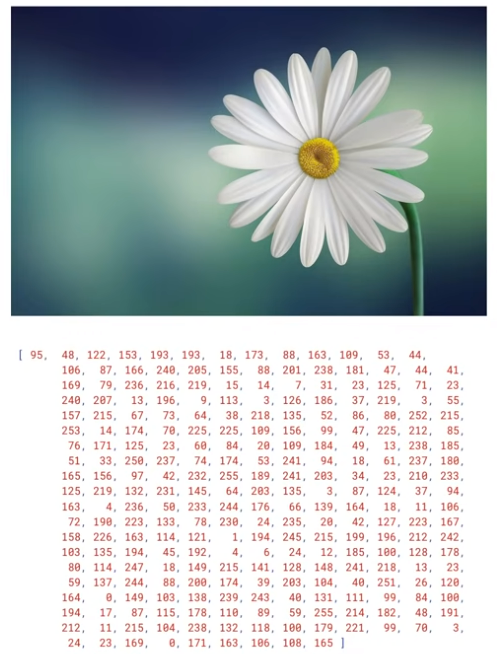 [ 95, 48, 122, 153, 193, 193, 18, 173, 88, 163, 109, 53, 44,
106, 87, 166, 240, 205, 155, 88, 201, 238, 181, 47, 44, 41,
169, 79, 236, 216, 219, 15, 14, 7, 31, 23, 125, 71, 23,
240, 207, 13, 196, 9, 113, 3, 126, 186, 37, 219, 3, 55,
157, 215, 67, 73, 64, 38, 218, 135, 52, 86, 80, 252, 215,
253, 14, 174, 70, 225, 225, 109, 156, 99, 47, 225, 212, 85,
76, 171, 125, 23, 60, 84, 20, 109, 184, 49, 13, 238, 185,
51, 33, 250, 237, 74, 174, 53, 241, 94, 18, 61, 237, 180,
165, 156, 97, 42, 232, 255, 189, 241, 203, 34, 23, 210, 233,
125, 219, 132, 231, 145, 64, 203, 135, 3, 87, 124, 37, 94,
163, 4, 236, 50, 233, 244, 176, 66, 139, 164, 18, 11, 106,
72, 190, 223, 133, 78, 230, 24, 235, 20, 42, 127, 223, 167,
158, 226, 163, 114, 121, 1, 194, 245, 215, 199, 196, 212, 242,
103, 135, 194, 45, 192, 4, 6, 24, 12, 185, 100, 128, 178,
80, 114, 247, 18, 149, 215, 141, 128, 148, 241, 218, 13, 23,
59, 137, 244, 88, 200, 174, 39, 203, 104, 40, 251, 26, 120,
164, 0, 149, 103, 138, 239, 243, 40, 131, 111, 99, 84, 100,
194, 17, 87, 115, 178, 110, 89, 59, 255, 214, 182, 48, 191,
212, 11, 215, 104, 238, 132, 118, 100, 179, 221, 99, 70, 3,
24, 23, 169, 0, 171, 163, 106, 108, 165 ]